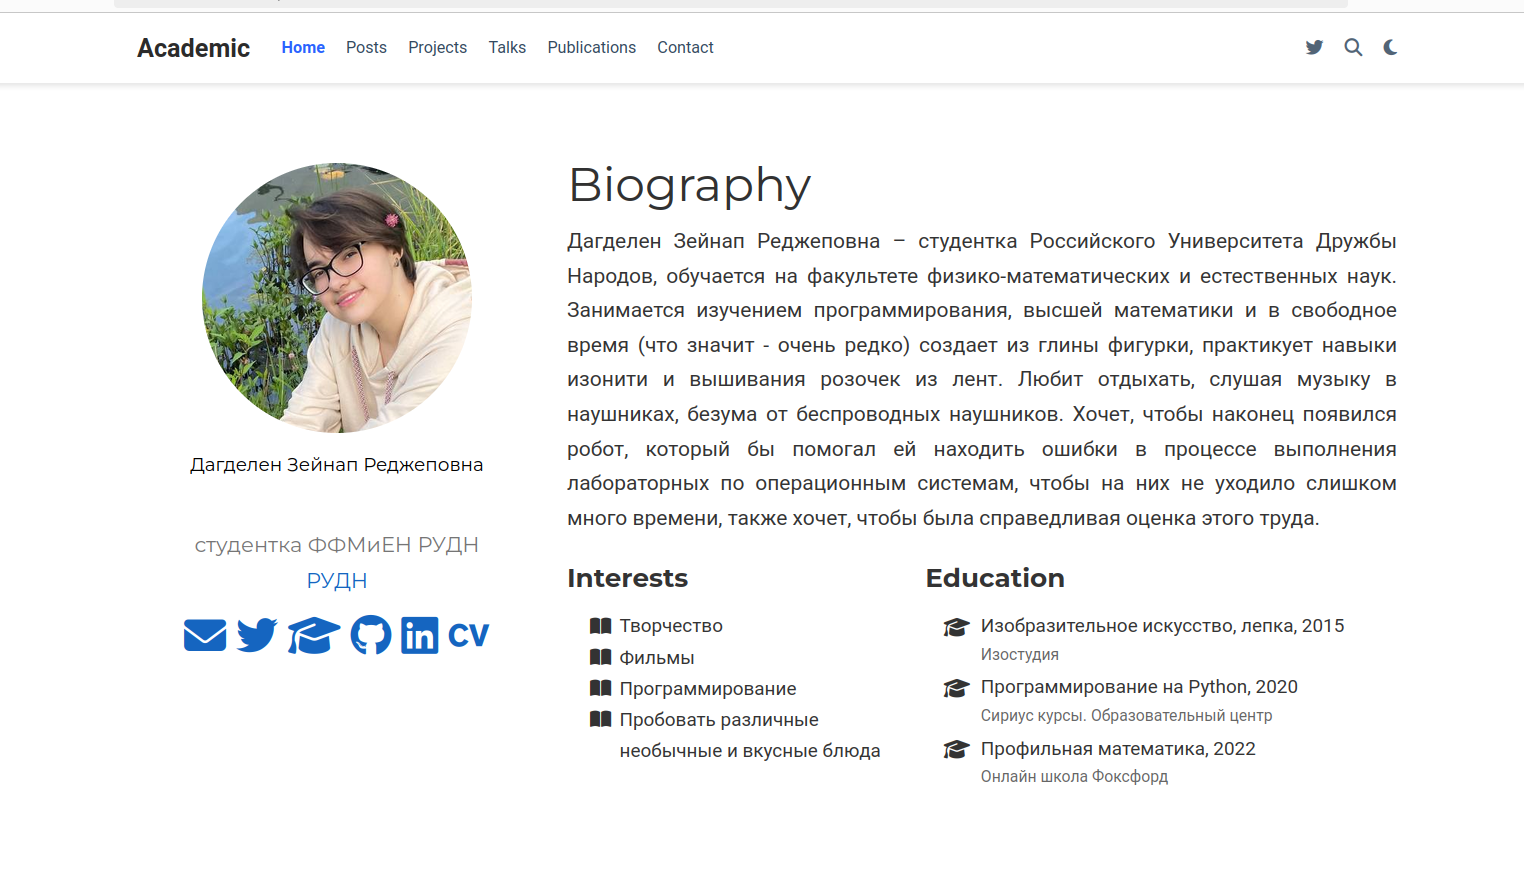 Academic Home Posts Projects Talks Publications Contact
Biography
Дагделен Зейнап Реджеповна – студентка Российского Университета Дружбы
Народов, обучается на факультете физико-математических и естественных наук.
Занимается изучением программирования, высшей математики и в свободное
время (что значит - очень редко) создает из глины фигурки, практикует навыки
изонити и вышивания розочек из лент. Любит отдыхать, слушая музыку в
наушниках, безума от беспроводных наушников. Хочет, чтобы наконец появился
робот, который бы помогал ей находить ошибки в процессе выполнения
лабораторных по операционным системам, чтобы на них не уходило слишком
много времени, также хочет, чтобы была справедливая оценка этого труда.
Дагделен Зейнап Реджеповна
студентка ФФМиЕН РУДН
РУДН
CV
Interests
Творчество
Фильмы
Программирование
Пробовать различные
необычные и вкусные блюда
Education
Изобразительное искусство, лепка, 2015
Изостудия
Программирование на Python, 2020
Сириус курсы. Образовательный центр
Профильная математика, 2022
Онлайн школа Фоксфорд